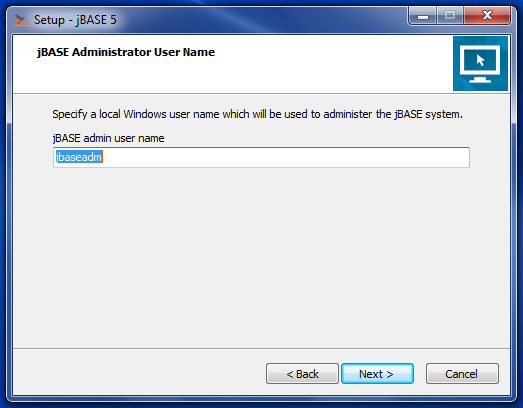 Setup - jBASE 5
jBASE Administrator User Name
Specify a local Windows user name which will be used to administer the jBASE system.
jBASE admin user name
jbaseadm
< Back
Next >
Cancel